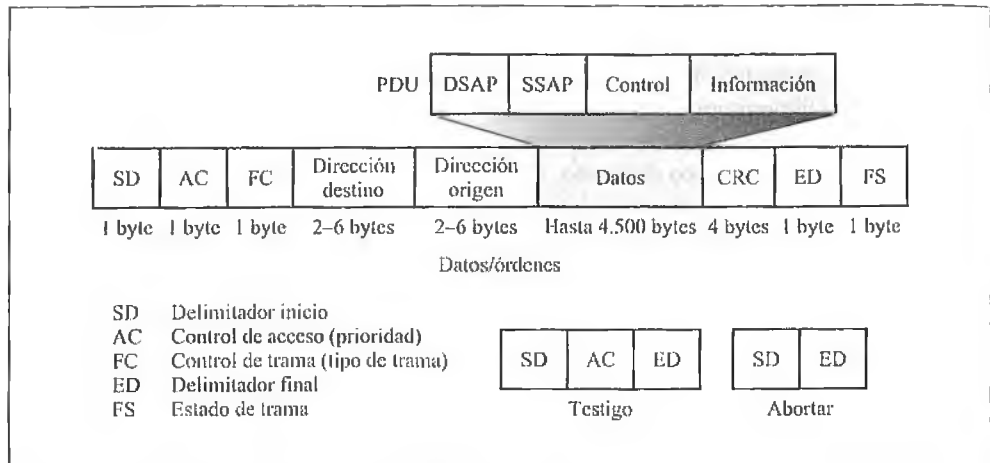 PDU DSAP SSAP Control Información
SD AC FC Dirección destino Dirección origen Datos CRC ED FS
1 byte 1 byte 1 byte 2–6 bytes 2–6 bytes Hasta 4.500 bytes 4 bytes 1 byte 1 byte
Datos/órdenes
SD Delimitador inicio
AC Control de acceso (prioridad)
FC Control de trama (tipo de trama)
ED Delimitador final
FS Estado de trama
SD AC ED
Testigo
SD ED
Abortar